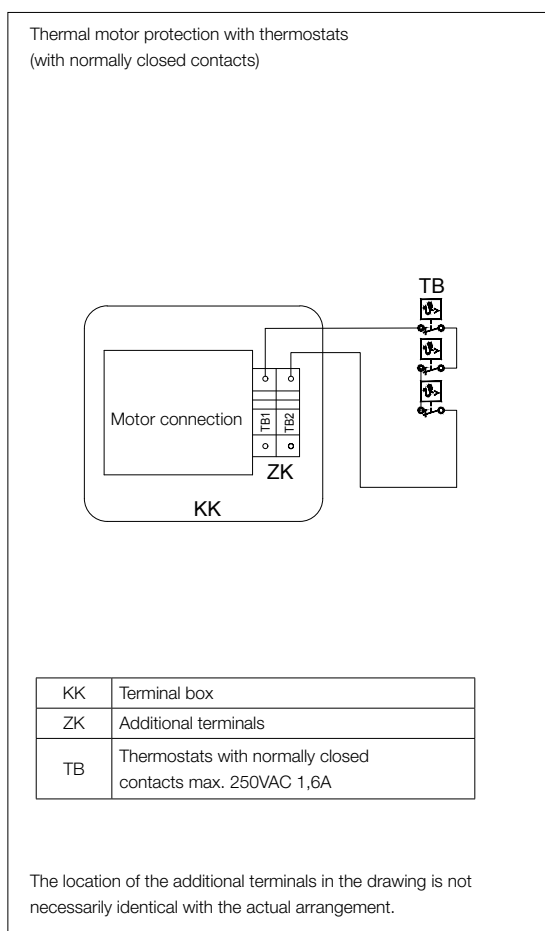 Thermal motor protection with thermostats
(with normally closed contacts)
TB
Motor connection
TB1
TB2
ZK
KK
KK Terminal box
ZK Additional terminals
TB Thermostats with normally closed
contacts max. 250VAC 1,6A
The location of the additional terminals in the drawing is not
necessarily identical with the actual arrangement.